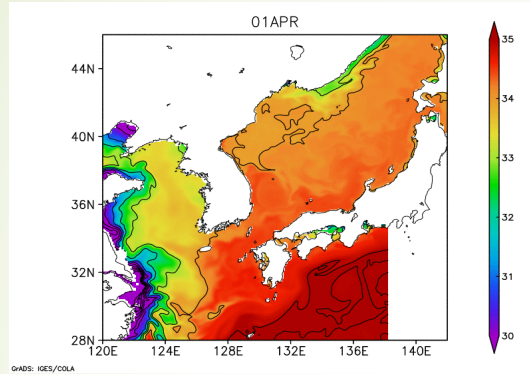 01APR
44N
40N
36N
32N
28N
120E 124E 128E 132E 136E 140E
35
34
33
32
31
30
GrADS: IGES/COLA